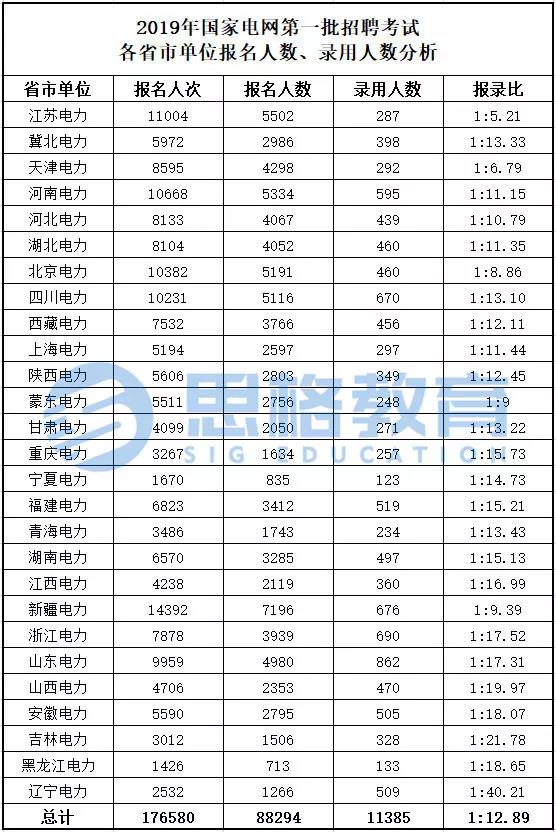 2019年国家电网第一批招聘考试
各省市单位报名人数、录用人数分析
省市单位 报名人次 报名人数 录用人数 报录比
江苏电力 11004 5502 287 1:5.21
冀北电力 5972 2986 398 1:13.33
天津电力 8595 4298 292 1:6.79
河南电力 10668 5334 595 1:11.15
河北电力 8133 4067 439 1:10.79
湖北电力 8104 4052 460 1:11.35
北京电力 10382 5191 460 1:8.86
四川电力 10231 5116 670 1:13.10
西藏电力 7532 3766 456 1:12.11
上海电力 5194 2597 297 1:11.44
陕西电力 5606 2803 349 1:12.45
蒙东电力 5511 2756 248 1:9
甘肃电力 4099 2050 271 1:13.22
重庆电力 3267 1634 257 1:15.73
宁夏电力 1670 835 123 1:14.73
福建电力 6823 3412 519 1:15.21
青海电力 3486 1743 234 1:13.43
湖南电力 6570 3285 497 1:15.13
江西电力 4238 2119 360 1:16.99
新疆电力 14392 7196 676 1:9.39
浙江电力 7878 3939 690 1:17.52
山东电力 9959 4980 862 1:17.31
山西电力 4706 2353 470 1:19.97
安徽电力 5590 2795 505 1:18.07
吉林电力 3012 1506 328 1:21.78
黑龙江电力 1426 713 133 1:18.65
辽宁电力 2532 1266 509 1:40.21
总计 176580 88294 11385 1:12.89
思格教育
SIG EDUCATION